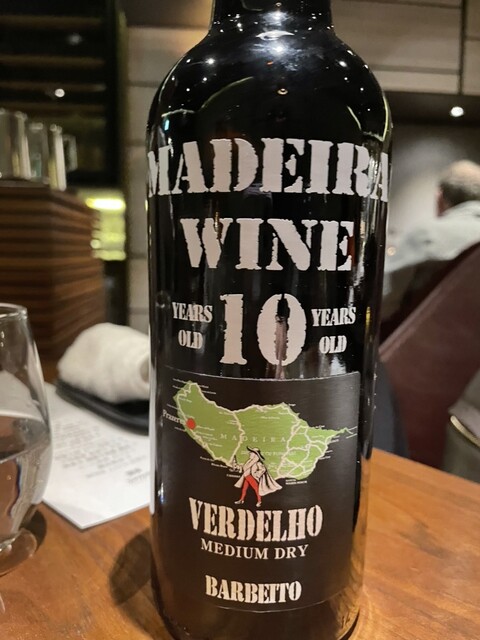 MADEIRA
WINE
YEARS OLD 10 YEARS OLD
MADEIRA
VERDELHO
MEDIUM DRY
BARBEITO